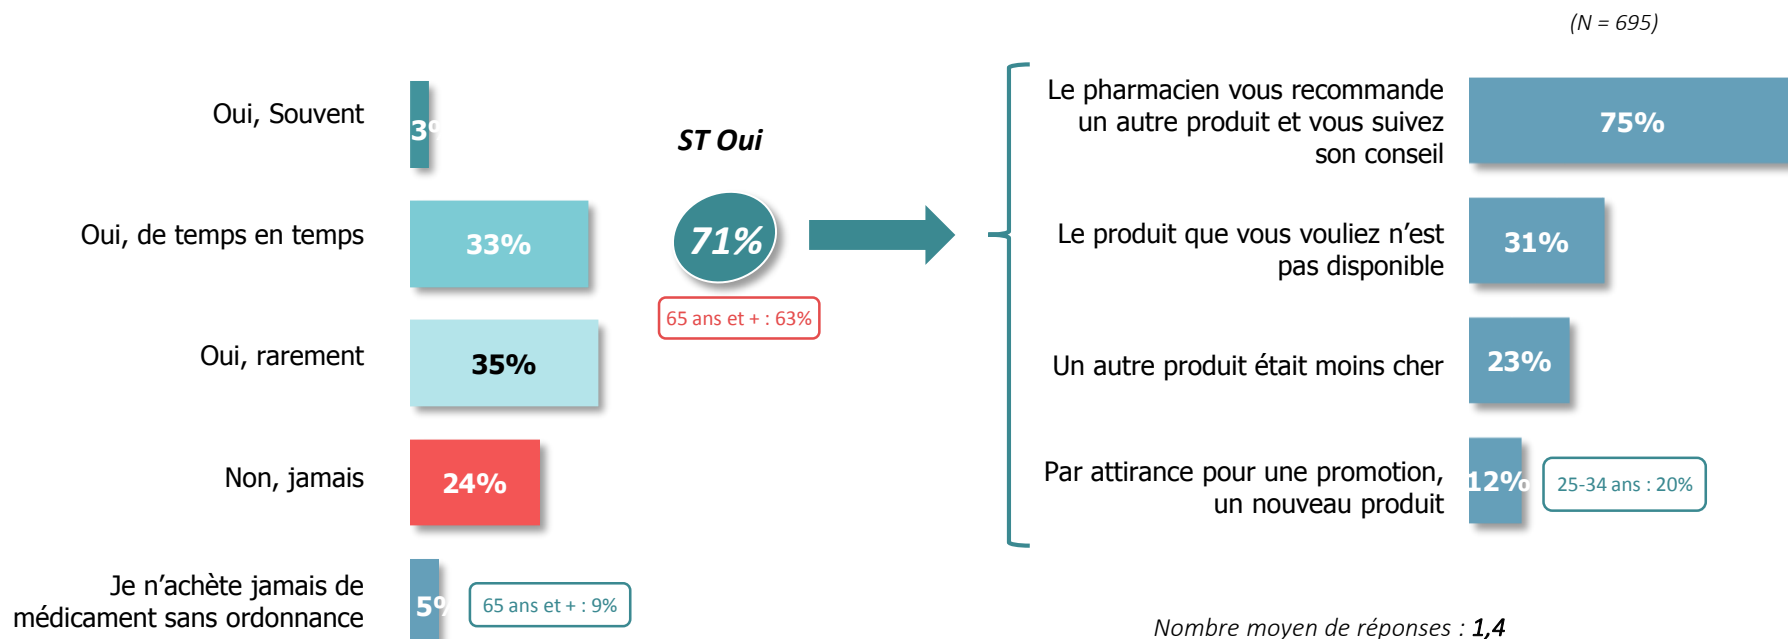 (N = 695)
Oui, Souvent
3%
Oui, de temps en temps
33%
Oui, rarement
35%
Non, jamais
24%
Je n’achète jamais de
médicament sans ordonnance
5%
65 ans et + : 9%
ST Oui
71%
65 ans et + : 63%
Le pharmacien vous recommande
un autre produit et vous suivez
son conseil
75%
Le produit que vous vouliez n’est
pas disponible
31%
Un autre produit était moins cher
23%
Par attirance pour une promotion,
un nouveau produit
12%
25-34 ans : 20%
Nombre moyen de réponses : 1,4